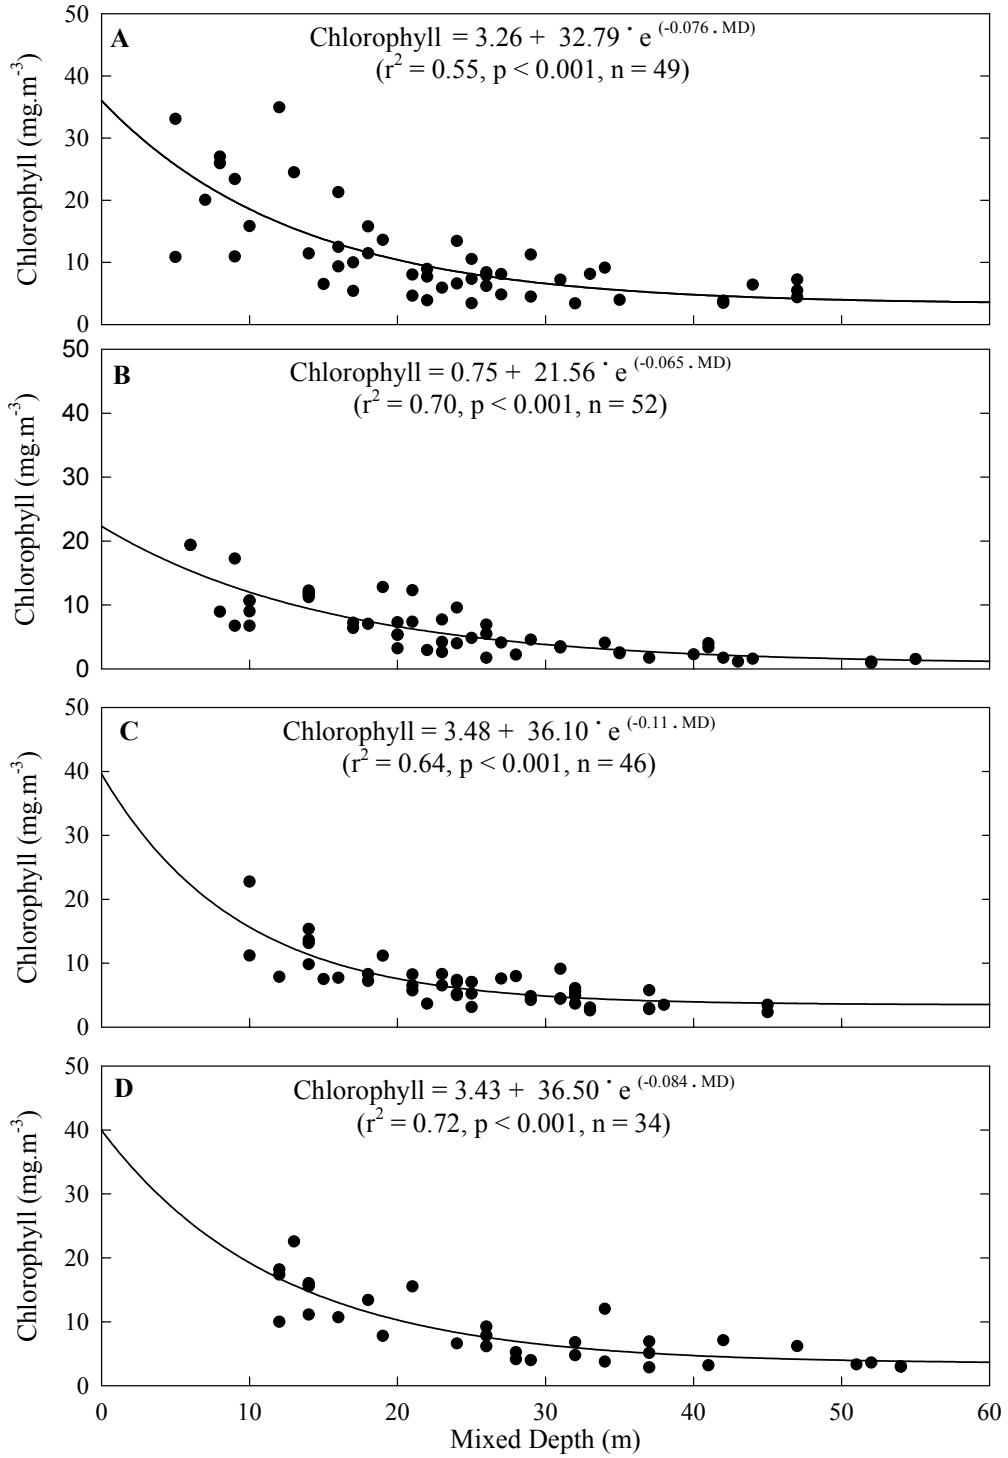 50
A
Chlorophyll = 3.26 + 32.79 · e (-0.076 . MD)
(r² = 0.55, p < 0.001, n = 49)
40
30
20
10
0
Chlorophyll (mg.m⁻³)
50
B
Chlorophyll = 0.75 + 21.56 · e (-0.065 . MD)
(r² = 0.70, p < 0.001, n = 52)
40
30
20
10
0
Chlorophyll (mg.m⁻³)
50
C
Chlorophyll = 3.48 + 36.10 · e (-0.11 . MD)
(r² = 0.64, p < 0.001, n = 46)
40
30
20
10
0
Chlorophyll (mg.m⁻³)
50
D
Chlorophyll = 3.43 + 36.50 · e (-0.084 . MD)
(r² = 0.72, p < 0.001, n = 34)
40
30
20
10
0
Chlorophyll (mg.m⁻³)
0 10 20 30 40 50 60
Mixed Depth (m)